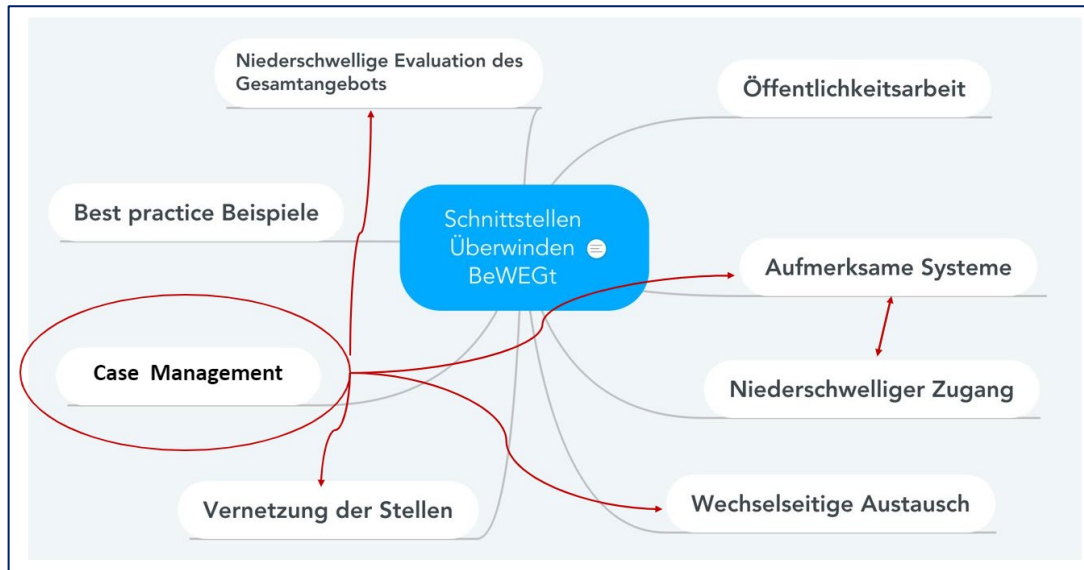 Niederschwellige Evaluation des
Gesamtangebots
Öffentlichkeitsarbeit
Best practice Beispiele
Schnittstellen
Überwinden
BeWEGt
Aufmerksame Systeme
Case Management
Niederschwelliger Zugang
Vernetzung der Stellen
Wechselseitige Austausch